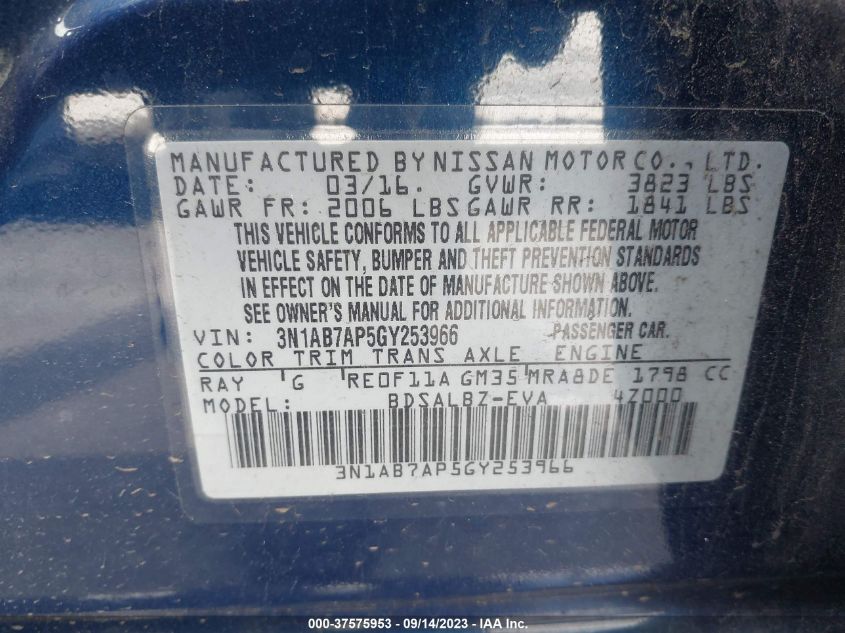 MANUFACTURED BY NISSAN MOTOR CO., LTD.
DATE: 03/16. GVWR: 3823 LBS
GAWR FR: 2006 LBS GAWR RR: 1841 LBS
THIS VEHICLE CONFORMS TO ALL APPLICABLE FEDERAL MOTOR
VEHICLE SAFETY, BUMPER AND THEFT PREVENTION STANDARDS
IN EFFECT ON THE DATE OF MANUFACTURE SHOWN ABOVE.
SEE OWNER'S MANUAL FOR ADDITIONAL INFORMATION.
VIN: 3N1AB7AP5GY253966 PASSENGER CAR.
COLOR TRIM TRANS AXLE ENGINE
RAY G RE0F11A GM35 MRA8DE 1798 CC
MODEL: BDSALBZ-EVA 4Z000
3N1AB7AP5GY253966
000-37575953 - 09/14/2023 - IAA Inc.